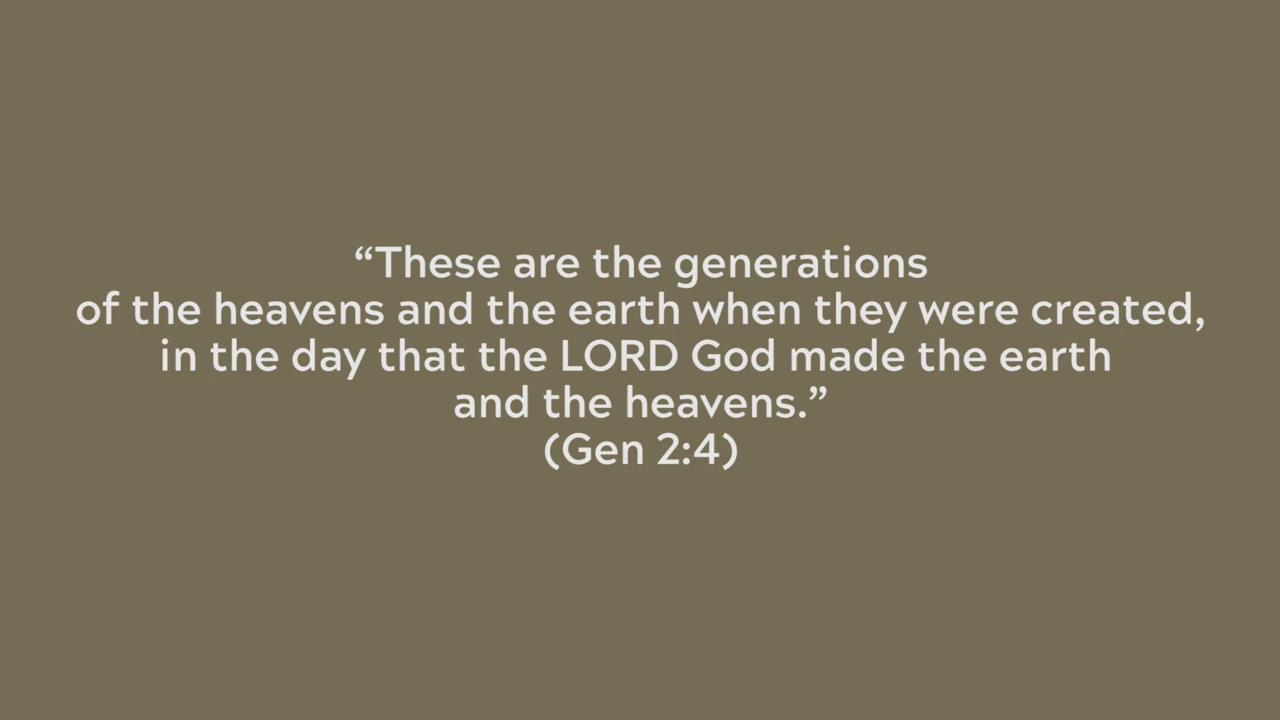 “These are the generations
of the heavens and the earth when they were created,
in the day that the LORD God made the earth
and the heavens.”
(Gen 2:4)